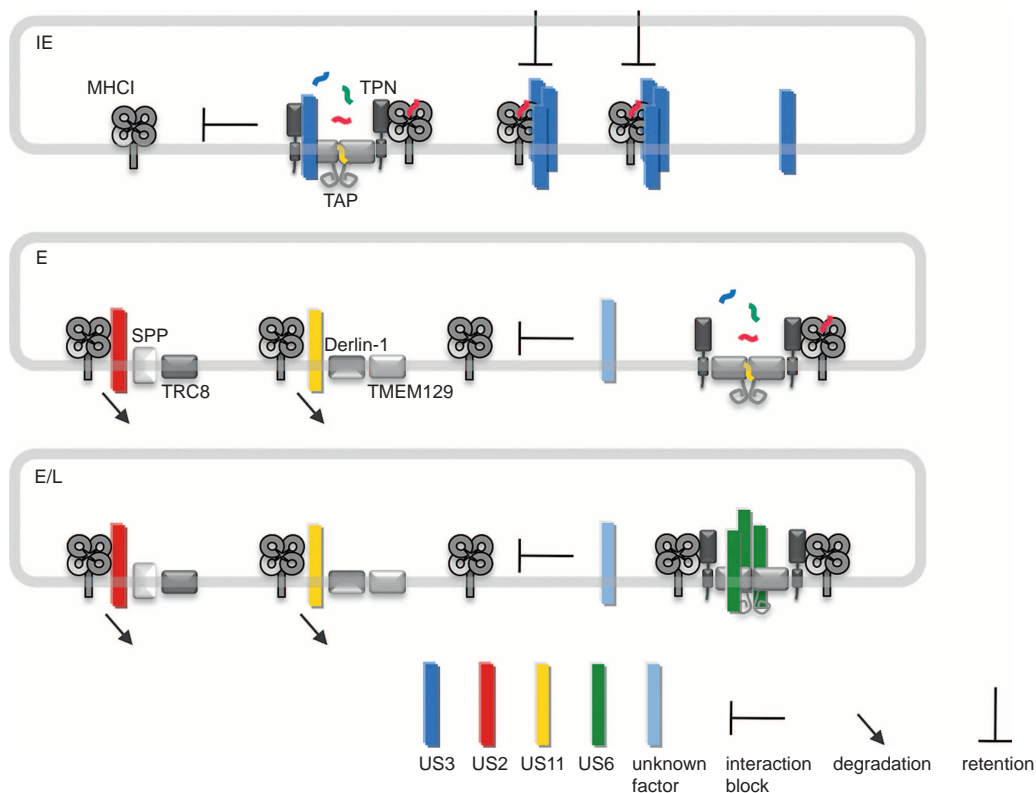 IE
MHCI
TPN
TAP
E
SPP
TRC8
Derlin-1
TMEM129
E/L
US3
US2
US11
US6
unknown
factor
interaction
block
degradation
retention